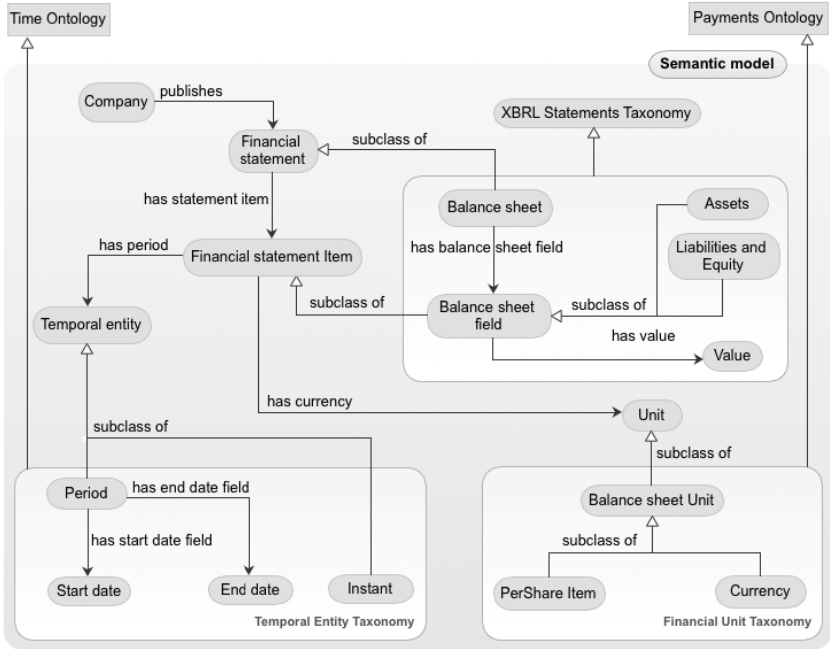 Time Ontology
Payments Ontology
Semantic model
Company
publishes
XBRL Statements Taxonomy
Financial
statement
subclass of
has statement item
Balance sheet
Assets
has period
Financial statement Item
has balance sheet field
Liabilities and
Equity
Temporal entity
subclass of
Balance sheet
field
subclass of
has value
Value
has currency
Unit
subclass of
subclass of
Period
has end date field
Balance sheet Unit
has start date field
subclass of
Start date
End date
Instant
PerShare Item
Currency
Temporal Entity Taxonomy
Financial Unit Taxonomy